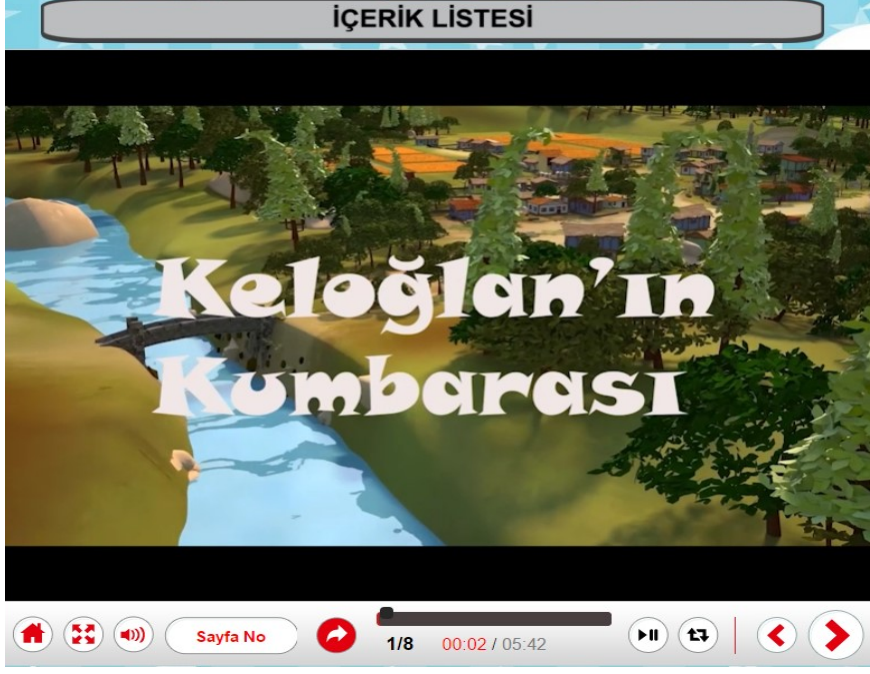 İÇERİK LİSTESİ
Keloğlan'ın
Kumbarası
Sayfa No
1/8 00:02 / 05:42